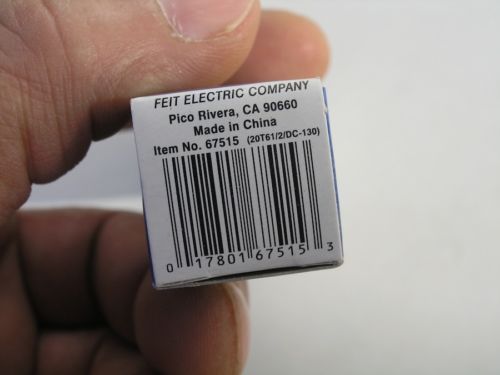 FEIT ELECTRIC COMPANY
Pico Rivera, CA 90660
Made in China
Item No. 67515 (20T61/2/DC-130)
0 17801 67515 3